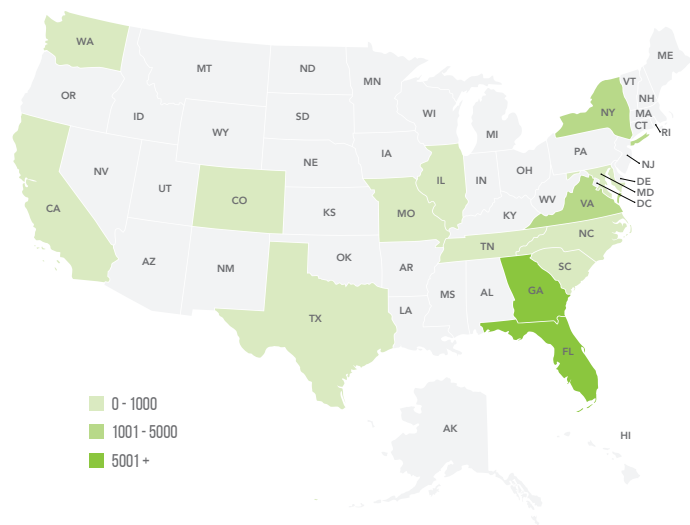 WA
MT
ND
MN
ME
VT
NH
MA
CT
RI
OR
ID
WY
SD
WI
MI
NY
NV
UT
CO
NE
IA
IL
IN
OH
PA
NJ
DE
MD
DC
CA
KS
MO
KY
WV
VA
AZ
NM
OK
AR
TN
NC
SC
TX
LA
MS
AL
GA
FL
0 - 1000
1001 - 5000
5001 +
AK
HI